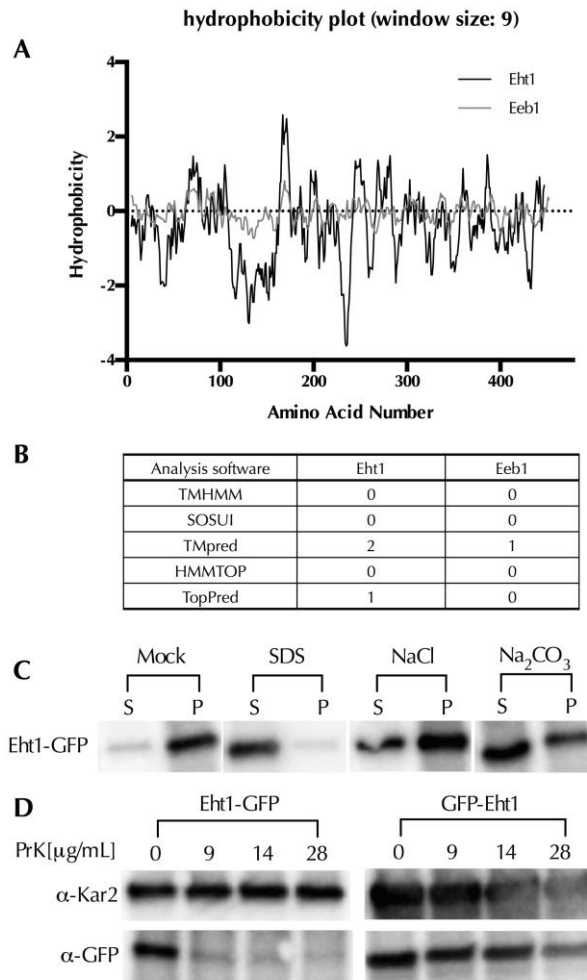 hydrophobicity plot (window size: 9)
A
4
2
0
-2
-4
Hydrophobicity
Eht1
Eeb1
0 100 200 300 400
Amino Acid Number
B
Analysis software Eht1 Eeb1
TMHMM 0 0
SOSUI 0 0
TMpred 2 1
HMMTOP 0 0
TopPred 1 0
C
Mock SDS NaCl Na₂CO₃
S P S P S P S P
Eht1-GFP
D
Eht1-GFP GFP-Eht1
PrK[µg/mL] 0 9 14 28 0 9 14 28
α-Kar2
α-GFP